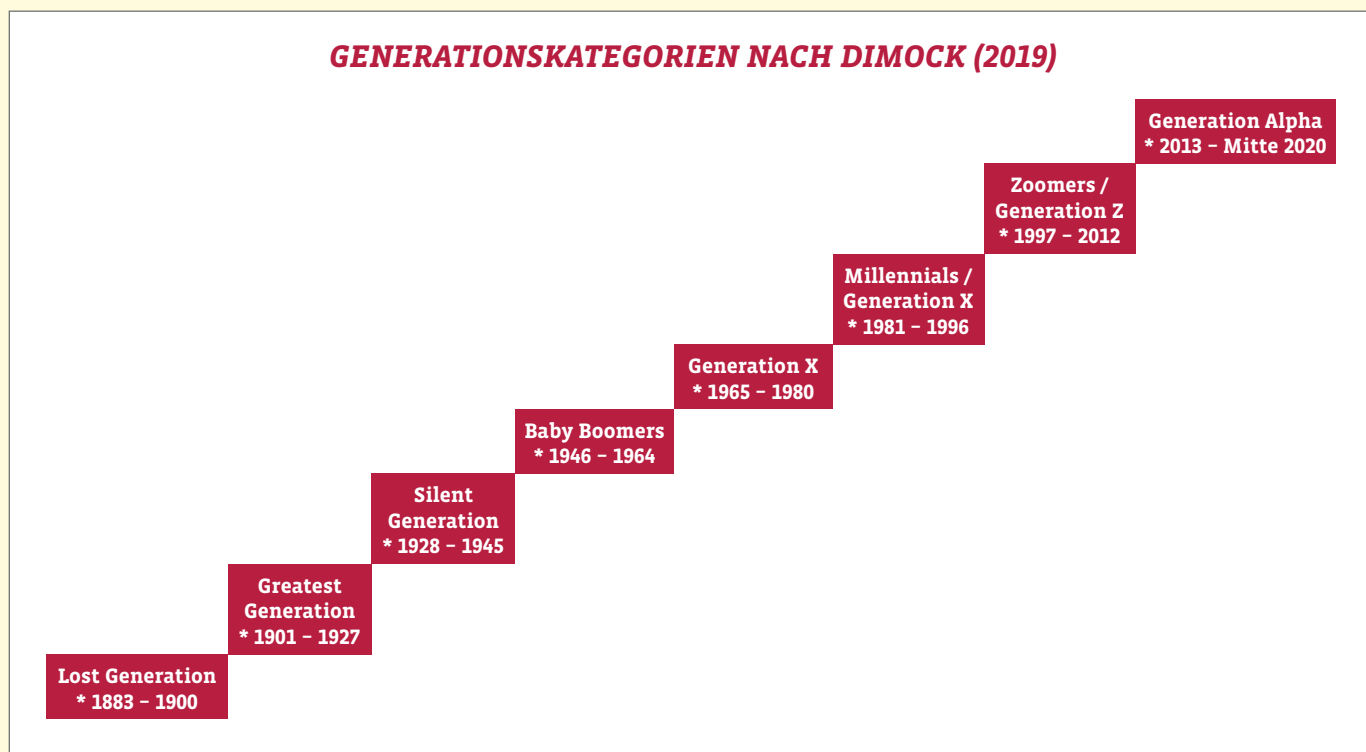 GENERATIONSKATEGORIEN NACH DIMOCK (2019)
Generation Alpha
* 2013 – Mitte 2020
Zoomers /
Generation Z
* 1997 – 2012
Millennials /
Generation X
* 1981 – 1996
Generation X
* 1965 – 1980
Baby Boomers
* 1946 – 1964
Silent
Generation
* 1928 – 1945
Greatest
Generation
* 1901 – 1927
Lost Generation
* 1883 – 1900